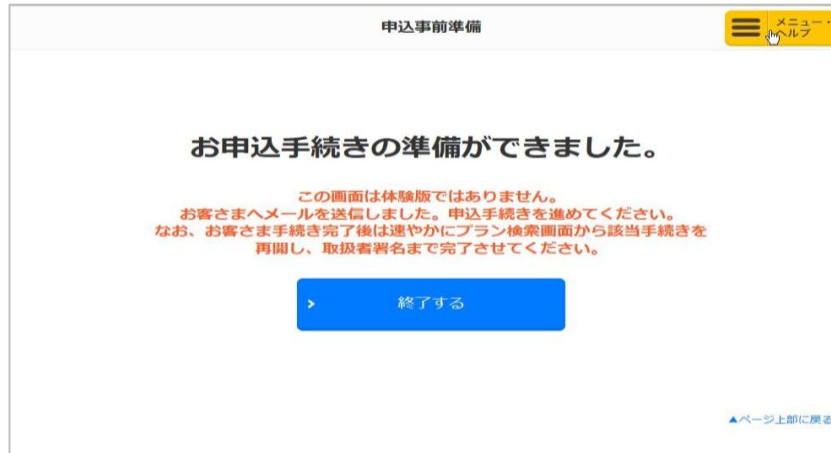 申込事前準備
メニュー・
ヘルプ
お申込手続きの準備ができました。
この画面は体験版ではありません。
お客さまへメールを送信しました。申込手続きを進めてください。
なお、お客さま手続き完了後は速やかにプラン検索画面から該当手続きを
再開し、取扱者署名まで完了させてください。
終了する
▲ページ上部に戻る